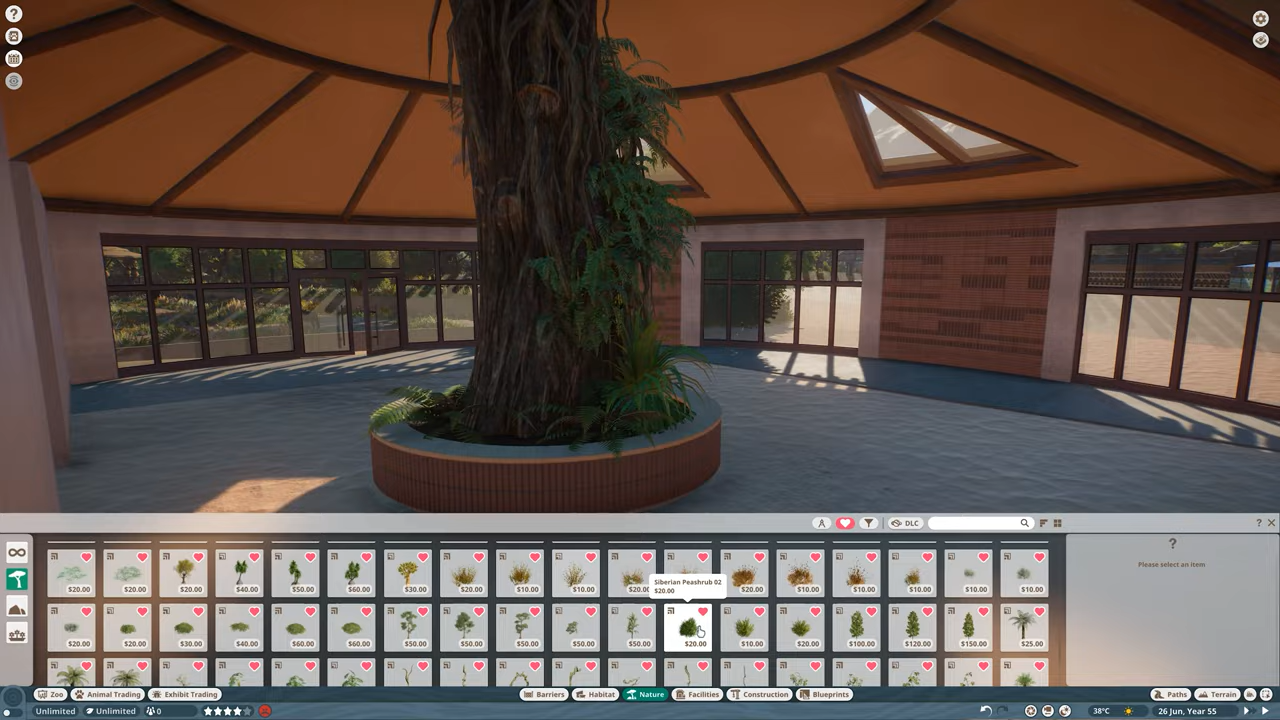 ?
DLC
?
Siberian Peashrub 02
$20.00
?
Please select an item
$20.00 $20.00 $20.00 $40.00 $50.00 $60.00 $30.00 $20.00 $10.00 $10.00 $20.00 $20.00 $10.00 $10.00 $10.00 $10.00 $10.00
$20.00 $20.00 $30.00 $20.00 $60.00 $60.00 $50.00 $50.00 $50.00 $50.00 $50.00 $20.00 $10.00 $20.00 $100.00 $120.00 $150.00 $25.00
Zoo Animal Trading Exhibit Trading Barriers Habitat Nature Facilities Construction Blueprints Paths Terrain
Unlimited Unlimited 0 38°C 26 Jun, Year 55